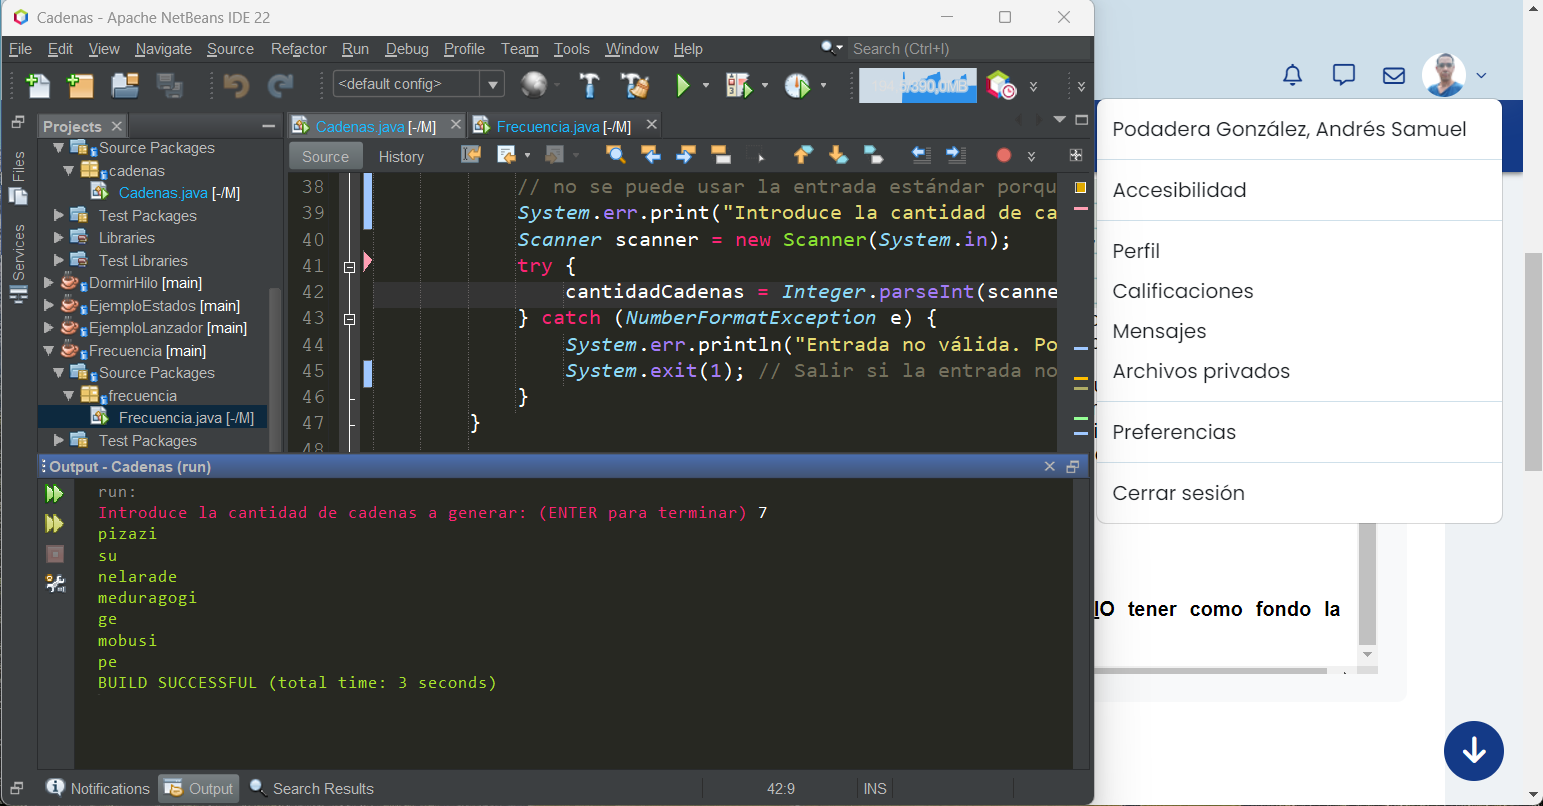 Cadenas - Apache NetBeans IDE 22
File Edit View Navigate Source Refactor Run Debug Profile Team Tools Window Help
Search (Ctrl+I)
<default config>
390,0MB
Projects
Files
Services
Source Packages
cadenas
Cadenas.java [-/M]
Test Packages
Libraries
Test Libraries
DormirHilo [main]
EjemploEstados [main]
EjemploLanzador [main]
Frecuencia [main]
Source Packages
frecuencia
Frecuencia.java [-/M]
Test Packages
Cadenas.java [-/M]
Frecuencia.java [-/M]
Source History
38 // no se puede usar la entrada estándar porqu
39 System.err.print("Introduce la cantidad de ca
40 Scanner scanner = new Scanner(System.in);
41 try {
42 cantidadCadenas = Integer.parseInt(scanne
43 } catch (NumberFormatException e) {
44 System.err.println("Entrada no válida. Po
45 System.exit(1); // Salir si la entrada no
46 }
47 }
48
Output - Cadenas (run)
run:
Introduce la cantidad de cadenas a generar: (ENTER para terminar) 7
pizazi
su
nelarade
meduragogi
ge
mobusi
pe
BUILD SUCCESSFUL (total time: 3 seconds)
Notifications Output Search Results
42:9 INS
Podadera González, Andrés Samuel
Accesibilidad
Perfil
Calificaciones
Mensajes
Archivos privados
Preferencias
Cerrar sesión
IO tener como fondo la